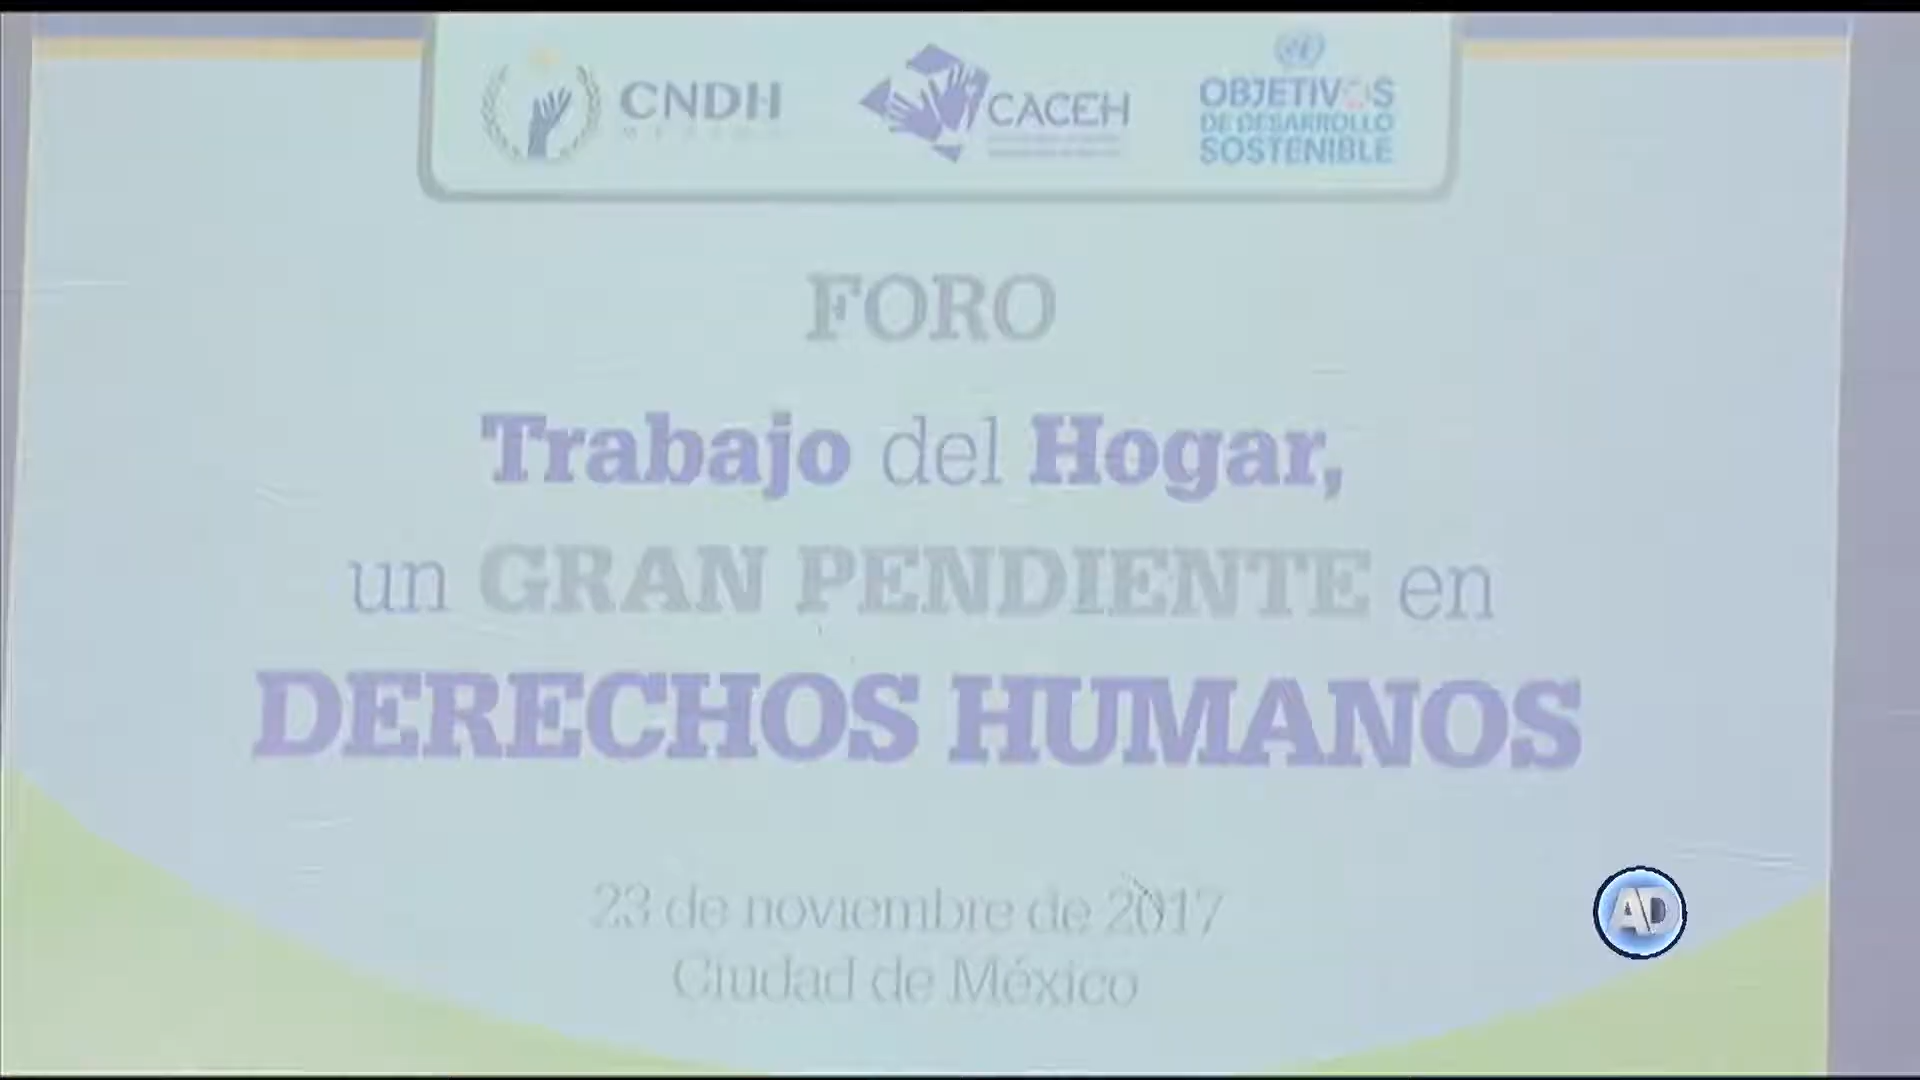 CNDH
MÉXICO
CACEH
OBJETIVOS
DE DESARROLLO
SOSTENIBLE
FORO
Trabajo del Hogar,
un GRAN PENDIENTE en
DERECHOS HUMANOS
23 de noviembre de 2017
Ciudad de México
AD